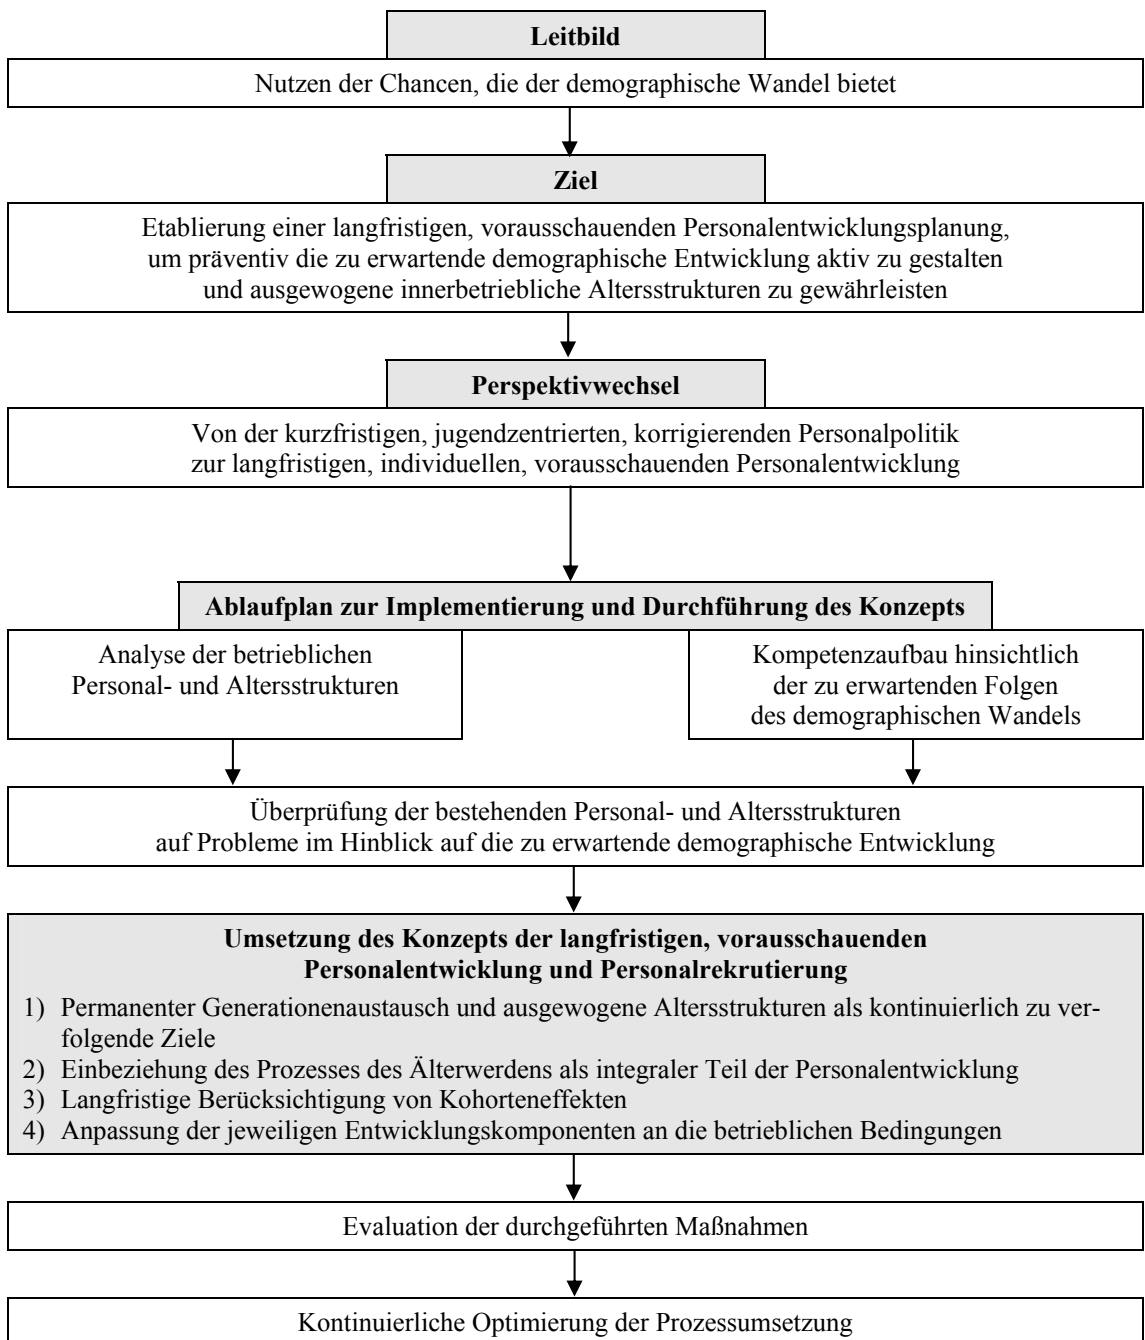 Leitbild
Nutzen der Chancen, die der demographische Wandel bietet
Ziel
Etablierung einer langfristigen, vorausschauenden Personalentwicklungsplanung,
um präventiv die zu erwartende demographische Entwicklung aktiv zu gestalten
und ausgewogene innerbetriebliche Altersstrukturen zu gewährleisten
Perspektivwechsel
Von der kurzfristigen, jugendzentrierten, korrigierenden Personalpolitik
zur langfristigen, individuellen, vorausschauenden Personalentwicklung
Ablaufplan zur Implementierung und Durchführung des Konzepts
Analyse der betrieblichen
Personal- und Altersstrukturen
Kompetenzaufbau hinsichtlich
der zu erwartenden Folgen
des demographischen Wandels
Überprüfung der bestehenden Personal- und Altersstrukturen
auf Probleme im Hinblick auf die zu erwartende demographische Entwicklung
Umsetzung des Konzepts der langfristigen, vorausschauenden
Personalentwicklung und Personalrekrutierung
1) Permanenter Generationenaustausch und ausgewogene Altersstrukturen als kontinuierlich zu ver-
folgende Ziele
2) Einbeziehung des Prozesses des Älterwerdens als integraler Teil der Personalentwicklung
3) Langfristige Berücksichtigung von Kohorteneffekten
4) Anpassung der jeweiligen Entwicklungskomponenten an die betrieblichen Bedingungen
Evaluation der durchgeführten Maßnahmen
Kontinuierliche Optimierung der Prozessumsetzung